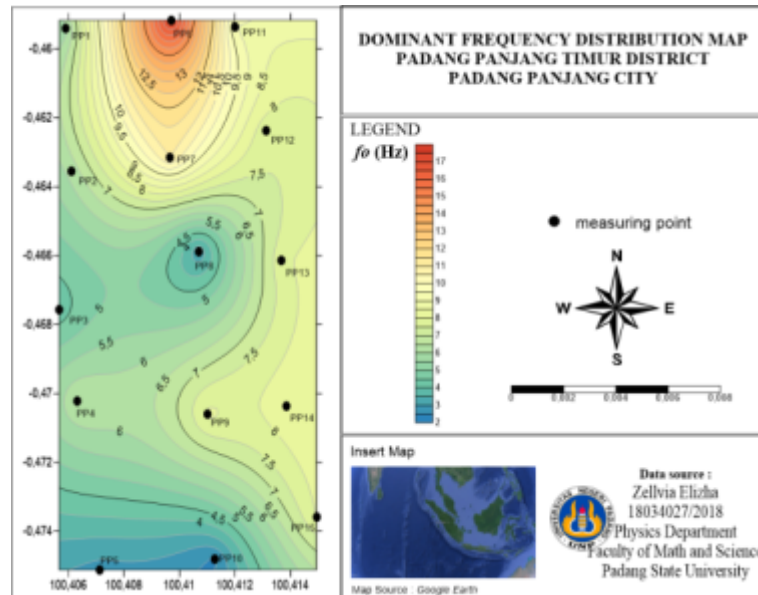 DOMINANT FREQUENCY DISTRIBUTION MAP
PADANG PANJANG TIMUR DISTRICT
PADANG PANJANG CITY
LEGEND
fo (Hz)
17
16
15
14
13
12
11
10
9
8
7
6
5
4
3
2
measuring point
N
W
E
S
0
0,002
0,004
0,006
0,008
Insert Map
Map Source : Google Earth
Data source :
Zellvia Elizha
18034027/2018
Physics Department
Faculty of Math and Science
Padang State University
-0,46
-0,462
-0,464
-0,466
-0,468
-0,47
-0,472
-0,474
100,406
100,408
100,41
100,412
100,414
PP1
PP11
PP12
PP7
PP2
PP13
PP3
PP4
PP9
PP14
PP15
PP5
12,5
13
10
9,5
9
8,5
8
7,5
7
6,5
6
5,5
5
4,5
4